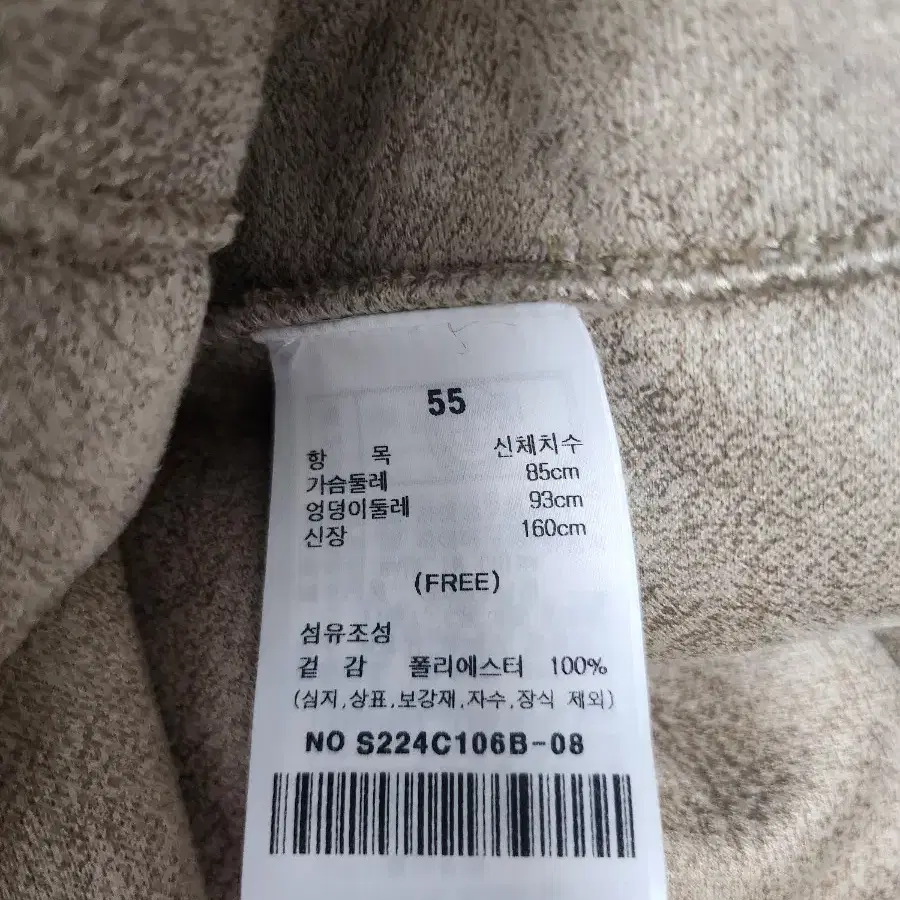 55
항 목 신체치수
가슴둘레 85cm
엉덩이둘레 93cm
신장 160cm
(FREE)
섬유조성
겉 감 폴리에스터 100%
(심지,상표,보강재,자수,장식 제외)
NO S224C106B-08